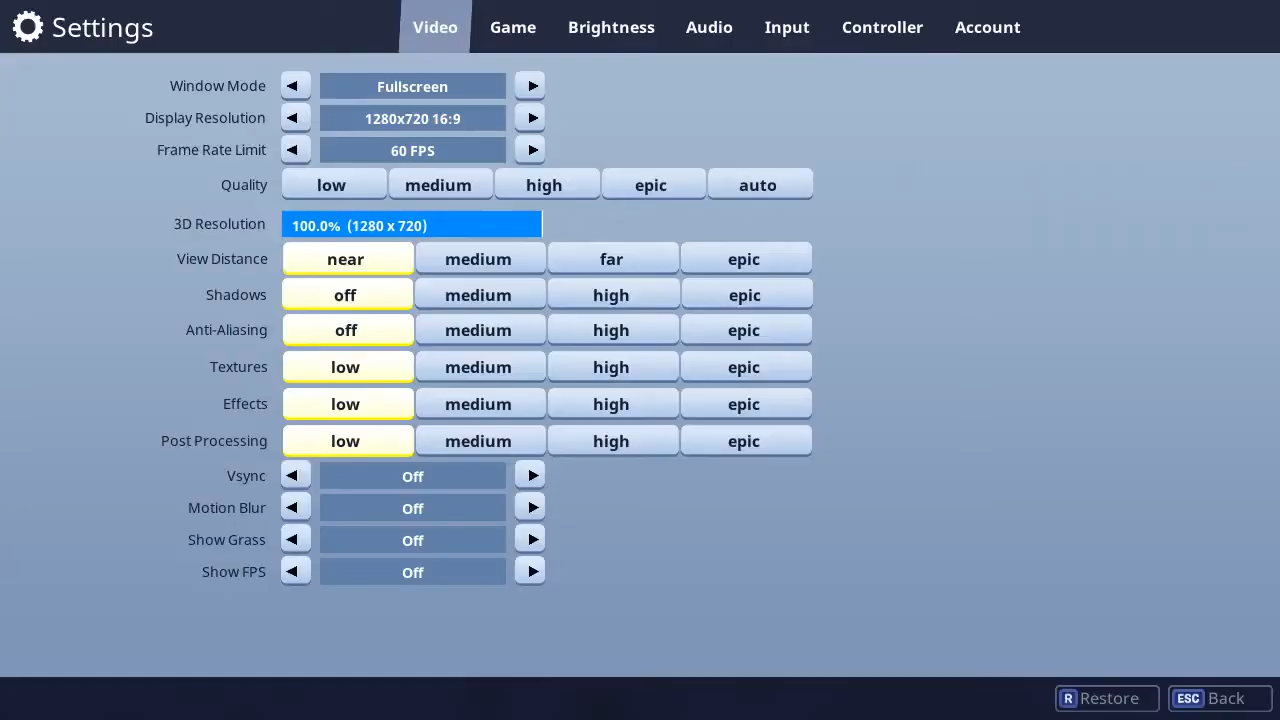 Settings Video Game Brightness Audio Input Controller Account
Window Mode Fullscreen
Display Resolution 1280x720 16:9
Frame Rate Limit 60 FPS
Quality low medium high epic auto
3D Resolution 100.0% (1280 x 720)
View Distance near medium far epic
Shadows off medium high epic
Anti-Aliasing off medium high epic
Textures low medium high epic
Effects low medium high epic
Post Processing low medium high epic
Vsync Off
Motion Blur Off
Show Grass Off
Show FPS Off
R Restore ESC Back